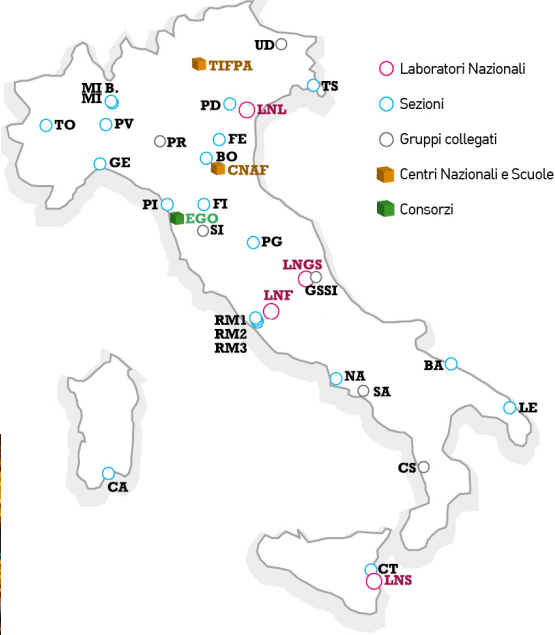 UD
TIFPA
Laboratori Nazionali
MI B.
TS
MI
PD
LNL
Sezioni
TO
PV
PR
FE
Gruppi collegati
BO
GE
CNAF
Centri Nazionali e Scuole
PI
FI
Consorzi
EGO
SI
PG
LNGS
GSSI
LNF
RM1
RM2
RM3
BA
NA
SA
LE
CS
CA
CT
LNS